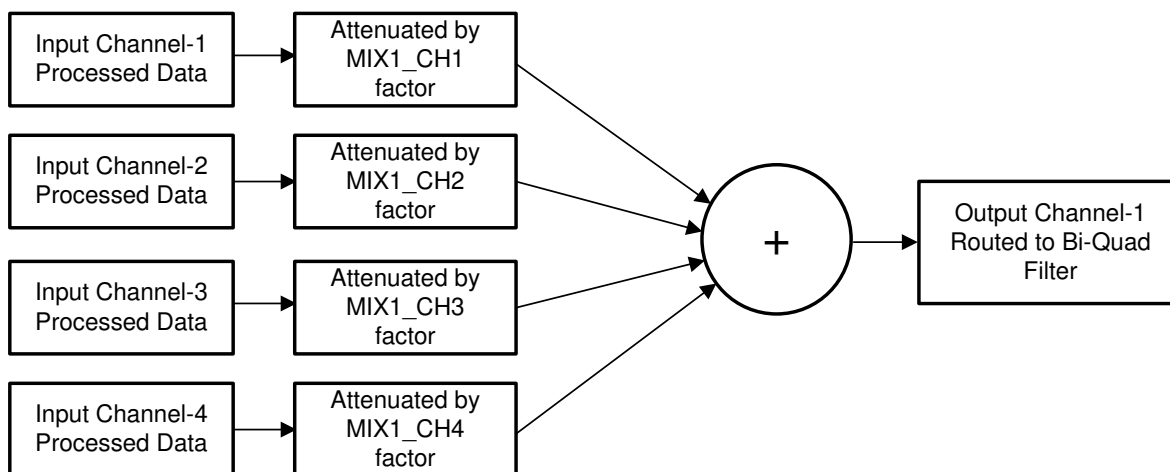 Input Channel-1
Processed Data
Attenuated by
MIX1_CH1
factor
Input Channel-2
Processed Data
Attenuated by
MIX1_CH2
factor
Input Channel-3
Processed Data
Attenuated by
MIX1_CH3
factor
Input Channel-4
Processed Data
Attenuated by
MIX1_CH4
factor
+
Output Channel-1
Routed to Bi-Quad
Filter